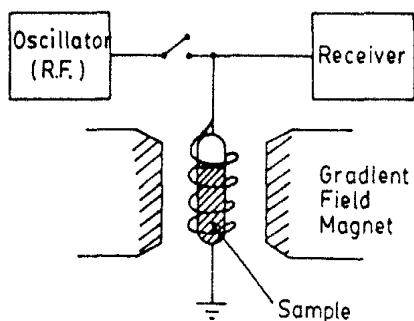 Oscillator
(R.F.)
Receiver
Gradient
Field
Magnet
Sample